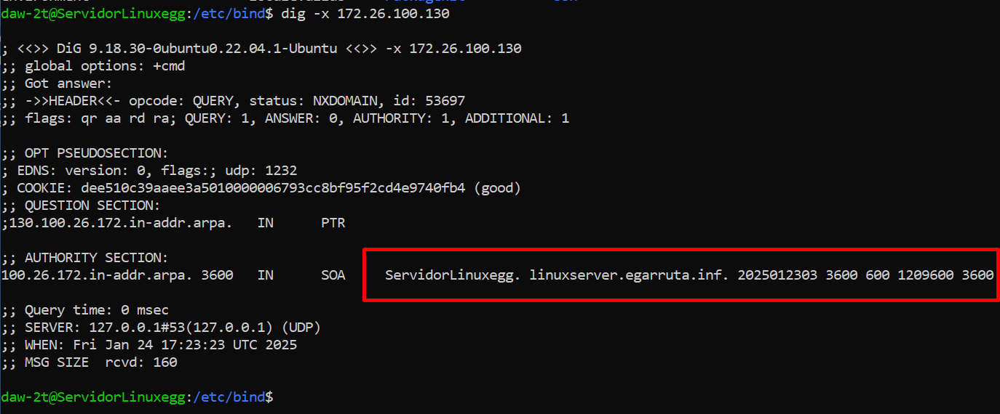 daw-2t@ServidorLinuxegg:/etc/bind$ dig -x 172.26.100.130
; <<>> DiG 9.18.30-0ubuntu0.22.04.1-Ubuntu <<>> -x 172.26.100.130
;; global options: +cmd
;; Got answer:
;; ->>HEADER<<- opcode: QUERY, status: NXDOMAIN, id: 53697
;; flags: qr aa rd ra; QUERY: 1, ANSWER: 0, AUTHORITY: 1, ADDITIONAL: 1
;; OPT PSEUDOSECTION:
; EDNS: version: 0, flags:; udp: 1232
; COOKIE: dee510c39aaee3a5010000006793cc8bf95f2cd4e9740fb4 (good)
;; QUESTION SECTION:
;130.100.26.172.in-addr.arpa. IN PTR
;; AUTHORITY SECTION:
100.26.172.in-addr.arpa. 3600 IN SOA ServidorLinuxegg. linuxserver.egarruta.inf. 2025012303 3600 600 1209600 3600
;; Query time: 0 msec
;; SERVER: 127.0.0.1#53(127.0.0.1) (UDP)
;; WHEN: Fri Jan 24 17:23:23 UTC 2025
;; MSG SIZE rcvd: 160
daw-2t@ServidorLinuxegg:/etc/bind$